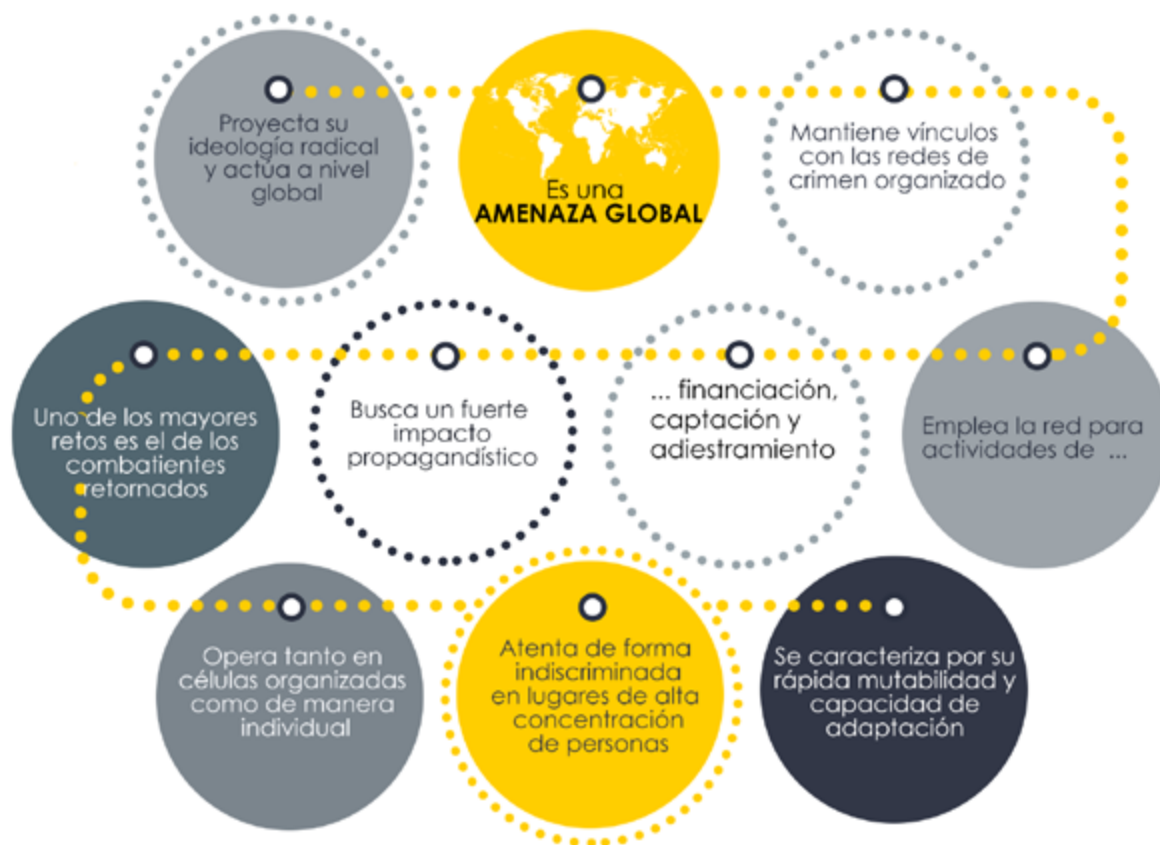 Proyecta su
ideología radical
y actúa a nivel
global
Es una
AMENAZA GLOBAL
Mantiene vínculos
con las redes de
crimen organizado
Emplea la red para
actividades de ...
... financiación,
captación y
adiestramiento
Busca un fuerte
impacto
propagandístico
Uno de los mayores
retos es el de los
combatientes
retornados
Opera tanto en
células organizadas
como de manera
individual
Atenta de forma
indiscriminada
en lugares de alta
concentración
de personas
Se caracteriza por su
rápida mutabilidad y
capacidad de
adaptación